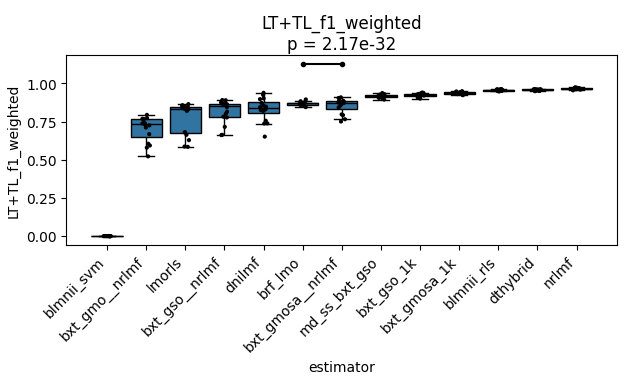 LT+TL_f1_weighted
p = 2.17e-32
LT+TL_f1_weighted
1.00
0.75
0.50
0.25
0.00
blmnii_svm
bxt_gmo__nrlmf
lmorls
bxt_gso__nrlmf
dnilmf
brf_lmo
bxt_gmosa__nrlmf
md_ss_bxt_gso
bxt_gso_1k
bxt_gmosa_1k
blmnii_rls
dthybrid
nrlmf
estimator